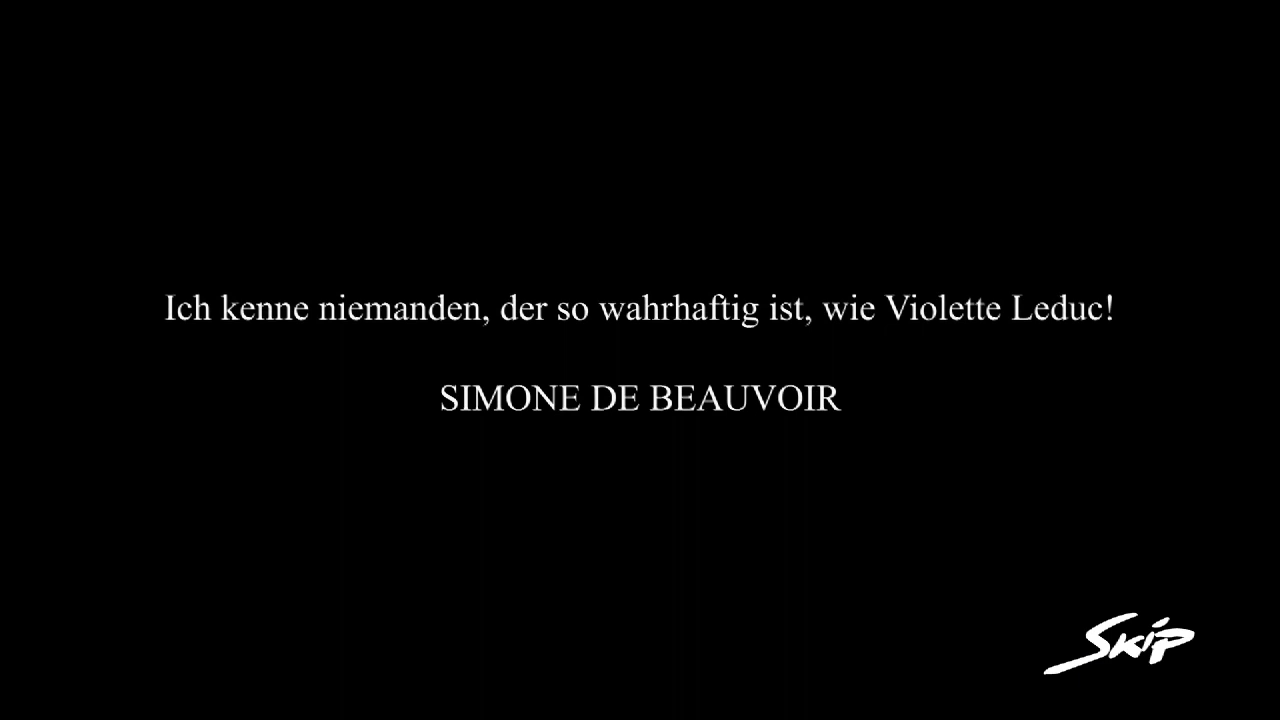 Ich kenne niemanden, der so wahrhaftig ist, wie Violette Leduc!
SIMONE DE BEAUVOIR
SKIP